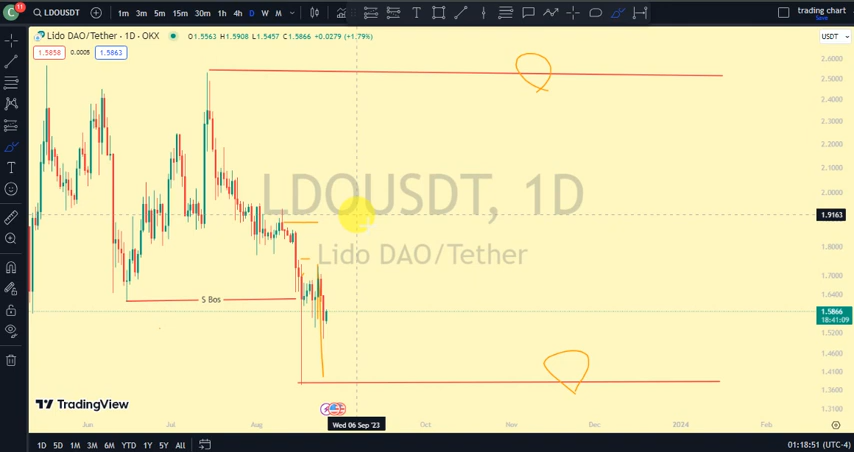 C 11 LDOUSDT 1m 3m 5m 15m 30m 1h 4h D W M trading chart
Save
Lido DAO/Tether · 1D · OKX O1.5563 H1.5908 L1.5457 C1.5866 +0.0279 (+1.79%) USDT
1.5858 0.0005 1.5863
2.6000
2.5000
2.4000
2.3000
2.2000
2.1000
2.0000
LDOUSDT, 1D
1.9163
1.8000
Lido DAO/Tether
1.7000
1.6400
S Bos
1.5866
18:41:09
1.5200
1.4600
1.4100
1.3600
TradingView
1.3100
Jun Jul Aug Wed 06 Sep '23 Oct Nov Dec 2024 Feb
1D 5D 1M 3M 6M YTD 1Y 5Y All 01:18:51 (UTC-4)